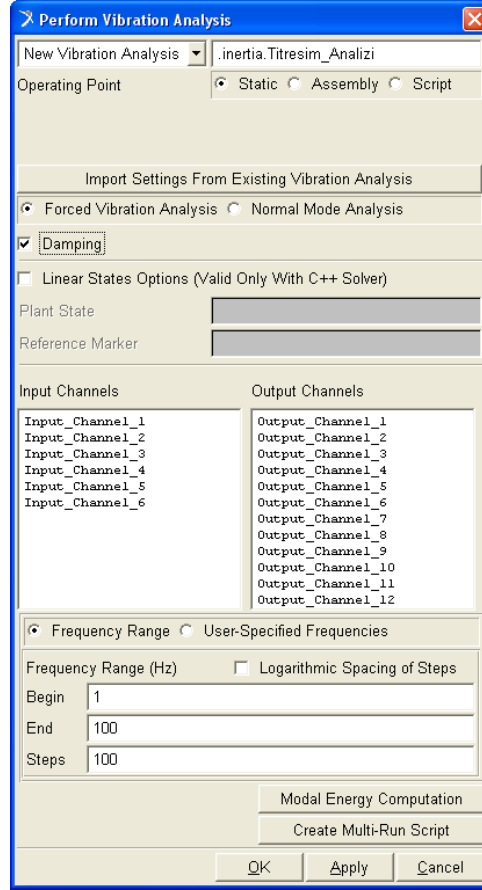 Perform Vibration Analysis
New Vibration Analysis .inertia.Titresim_Analizi
Operating Point Static Assembly Script
Import Settings From Existing Vibration Analysis
Forced Vibration Analysis Normal Mode Analysis
Damping
Linear States Options (Valid Only With C++ Solver)
Plant State
Reference Marker
Input Channels
Input_Channel_1
Input_Channel_2
Input_Channel_3
Input_Channel_4
Input_Channel_5
Input_Channel_6
Output Channels
Output_Channel_1
Output_Channel_2
Output_Channel_3
Output_Channel_4
Output_Channel_5
Output_Channel_6
Output_Channel_7
Output_Channel_8
Output_Channel_9
Output_Channel_10
Output_Channel_11
Output_Channel_12
Frequency Range User-Specified Frequencies
Frequency Range (Hz) Logarithmic Spacing of Steps
Begin 1
End 100
Steps 100
Modal Energy Computation
Create Multi-Run Script
OK Apply Cancel